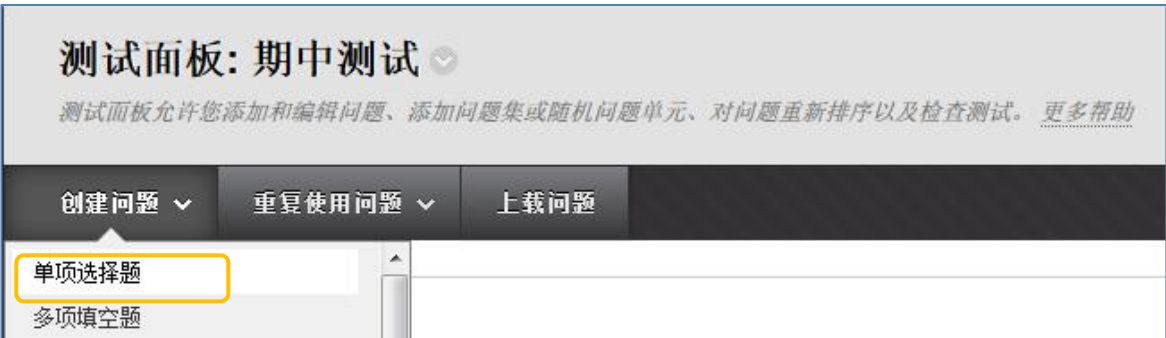 测试面板: 期中测试
测试面板允许您添加和编辑问题、添加问题集或随机问题单元、对问题重新排序以及检查测试。 更多帮助
创建问题 重复使用问题 上载问题
单项选择题
多项填空题